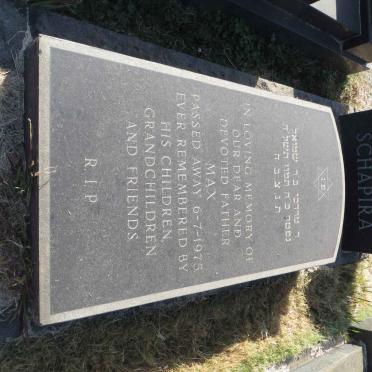 SCHAPIRA
IN LOVING MEMORY OF
OUR DEAR AND
DEVOTED FATHER
MAX
PASSED AWAY 6-7-1975
EVER REMEMBERED BY
HIS CHILDREN,
GRANDCHILDREN
AND FRIENDS.
R I P